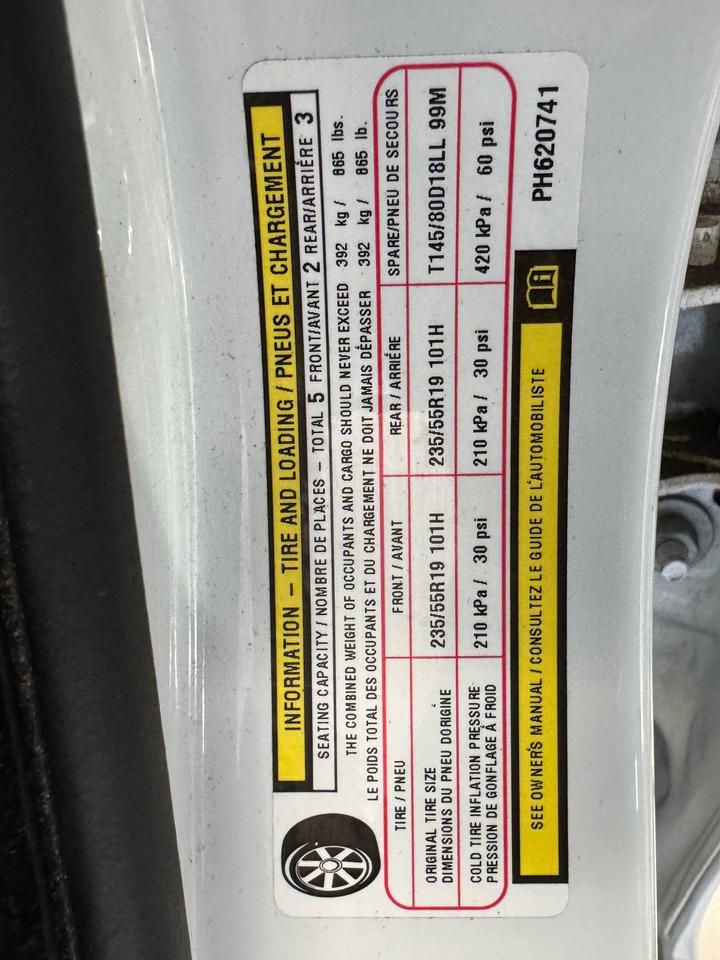 INFORMATION – TIRE AND LOADING / PNEUS ET CHARGEMENT
SEATING CAPACITY / NOMBRE DE PLACES – TOTAL 5 FRONT/AVANT 2 REAR/ARRIÉRE 3
THE COMBINED WEIGHT OF OCCUPANTS AND CARGO SHOULD NEVER EXCEED 392 kg / 865 lbs.
LE POIDS TOTAL DES OCCUPANTS ET DU CHARGEMENT NE DOIT JAMAIS DÉPASSER 392 kg / 865 lb.
TIRE / PNEU FRONT / AVANT REAR / ARRIÉRE SPARE/PNEU DE SECOURS
ORIGINAL TIRE SIZE
DIMENSIONS DU PNEU DORIGINE 235/55R19 101H 235/55R19 101H T145/80D18LL 99M
COLD TIRE INFLATION PRESSURE
PRESSION DE GONFLAGE À FROID 210 kPa / 30 psi 210 kPa / 30 psi 420 kPa / 60 psi
SEE OWNER'S MANUAL / CONSULTEZ LE GUIDE DE L'AUTOMOBILISTE
PH620741